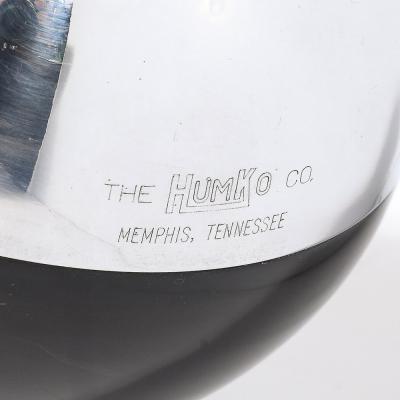 THE HUMKO CO.
MEMPHIS, TENNESSEE